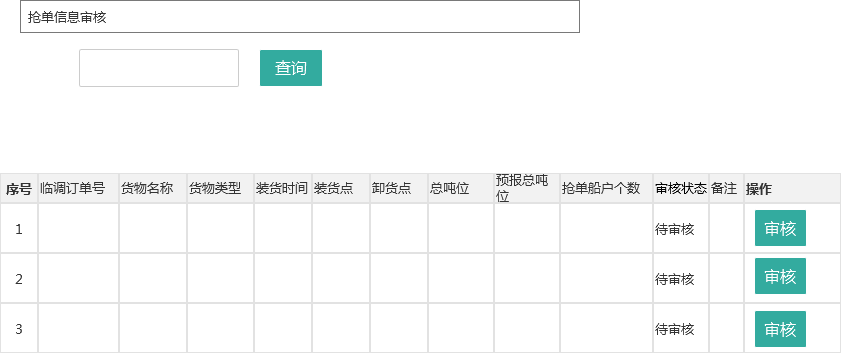 抢单信息审核
查询
序号 临调订单号 货物名称 货物类型 装货时间 装货点 卸货点 总吨位 预报总吨位 抢单船户个数 审核状态 备注 操作
1 待审核 审核
2 待审核 审核
3 待审核 审核